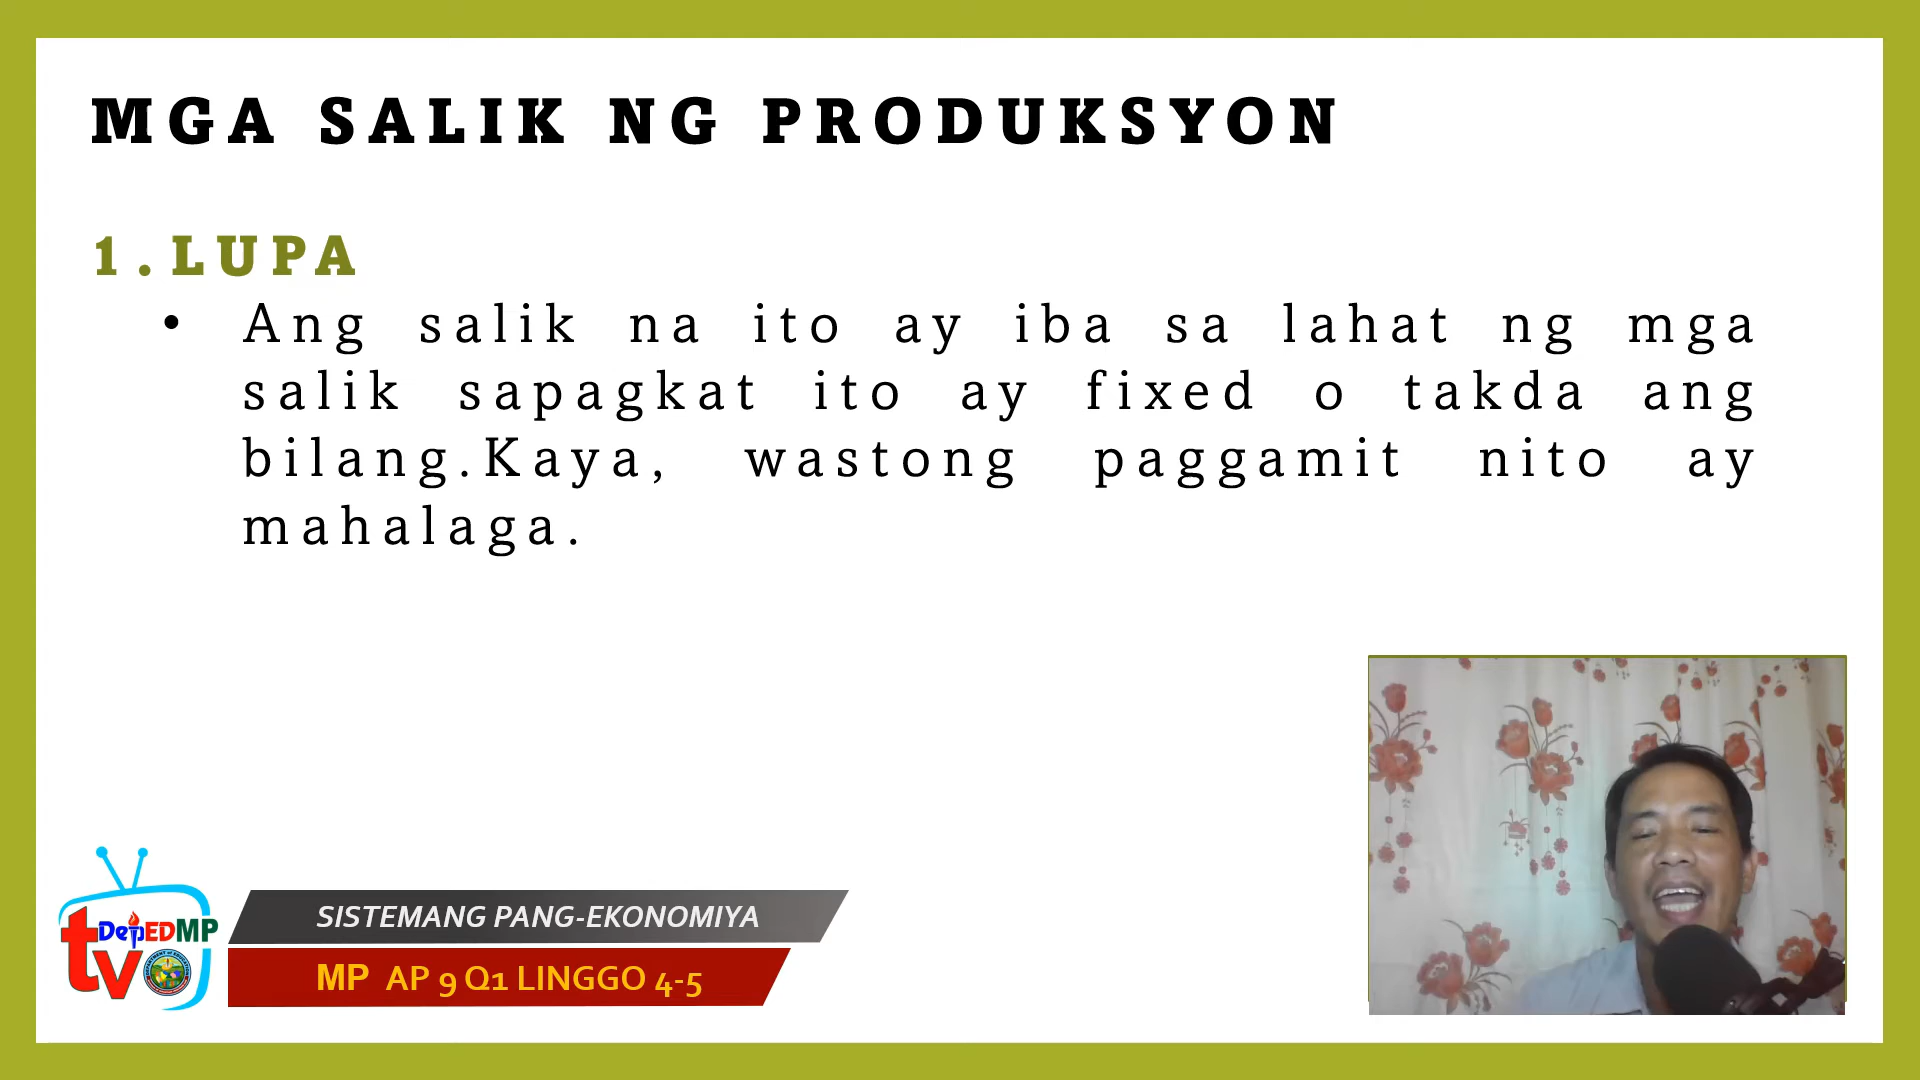 MGA SALIK NG PRODUKSYON
1.LUPA
• Ang salik na ito ay iba sa lahat ng mga
salik sapagkat ito ay fixed o takda ang
bilang.Kaya, wastong paggamit nito ay
mahalaga.
DepEDMP
tv
SISTEMANG PANG-EKONOMIYA
MP AP 9 Q1 LINGGO 4-5